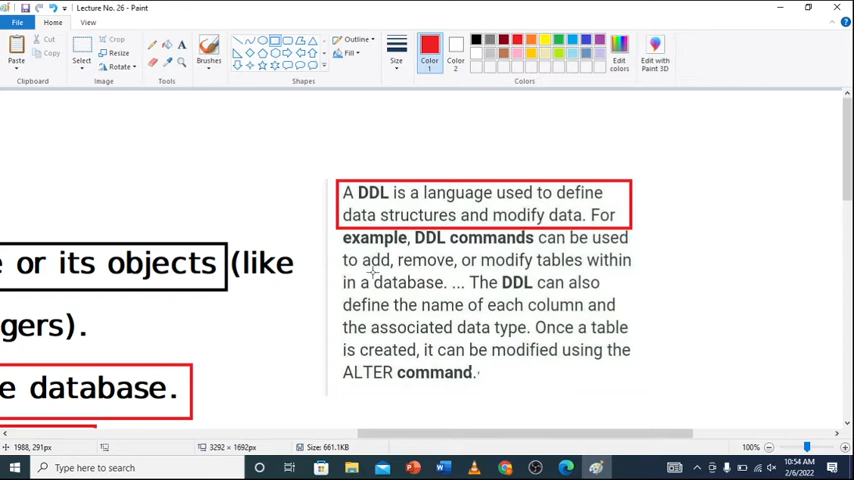 Lecture No. 26 - Paint
File Home View
Paste
Cut
Copy
Clipboard
Select
Crop
Resize
Rotate
Image
Tools
Brushes
Outline
Fill
Shapes
Size
Color 1
Color 2
Edit colors
Colors
Edit with Paint 3D
e or its objects (like
gers).
e database.
A DDL is a language used to define
data structures and modify data. For
example, DDL commands can be used
to add, remove, or modify tables within
in a database. ... The DDL can also
define the name of each column and
the associated data type. Once a table
is created, it can be modified using the
ALTER command.
1988, 291px
3292 × 1692px
Size: 661.1KB
100%
Type here to search
10:54 AM
2/6/2022